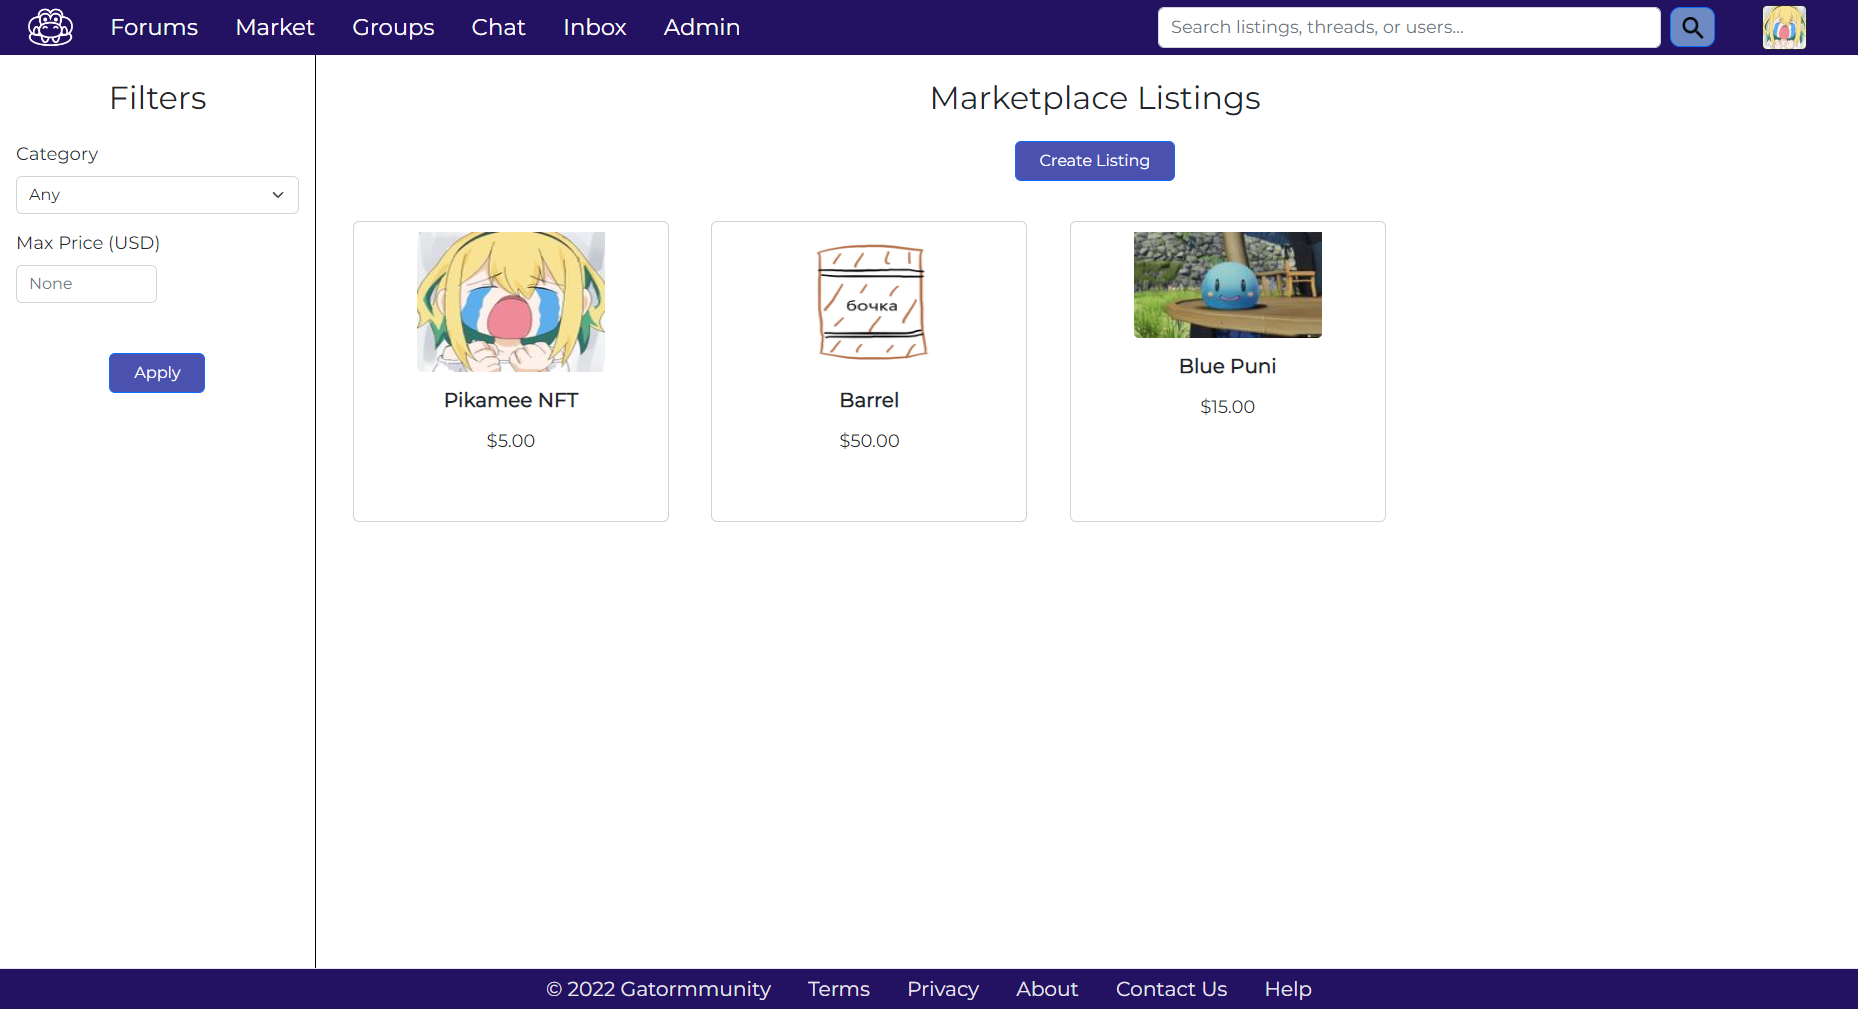 Forums Market Groups Chat Inbox Admin Search listings, threads, or users...
Filters
Category
Any
Max Price (USD)
None
Apply
Marketplace Listings
Create Listing
Pikamee NFT
$5.00
бочка
Barrel
$50.00
Blue Puni
$15.00
© 2022 Gatormmunity Terms Privacy About Contact Us Help